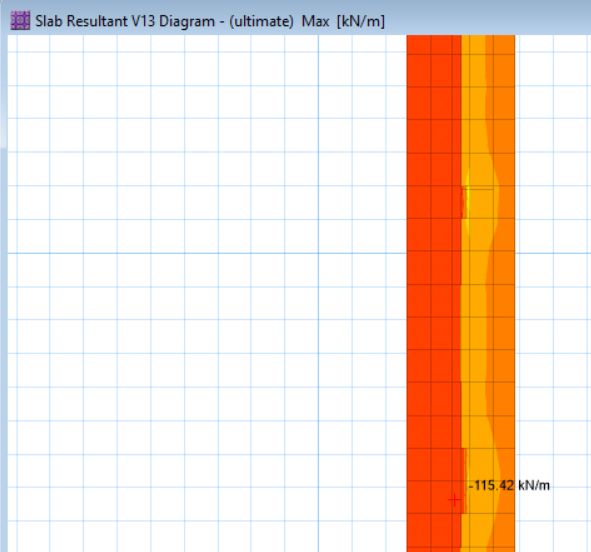 Slab Resultant V13 Diagram - (ultimate) Max [kN/m]
-115.42 kN/m